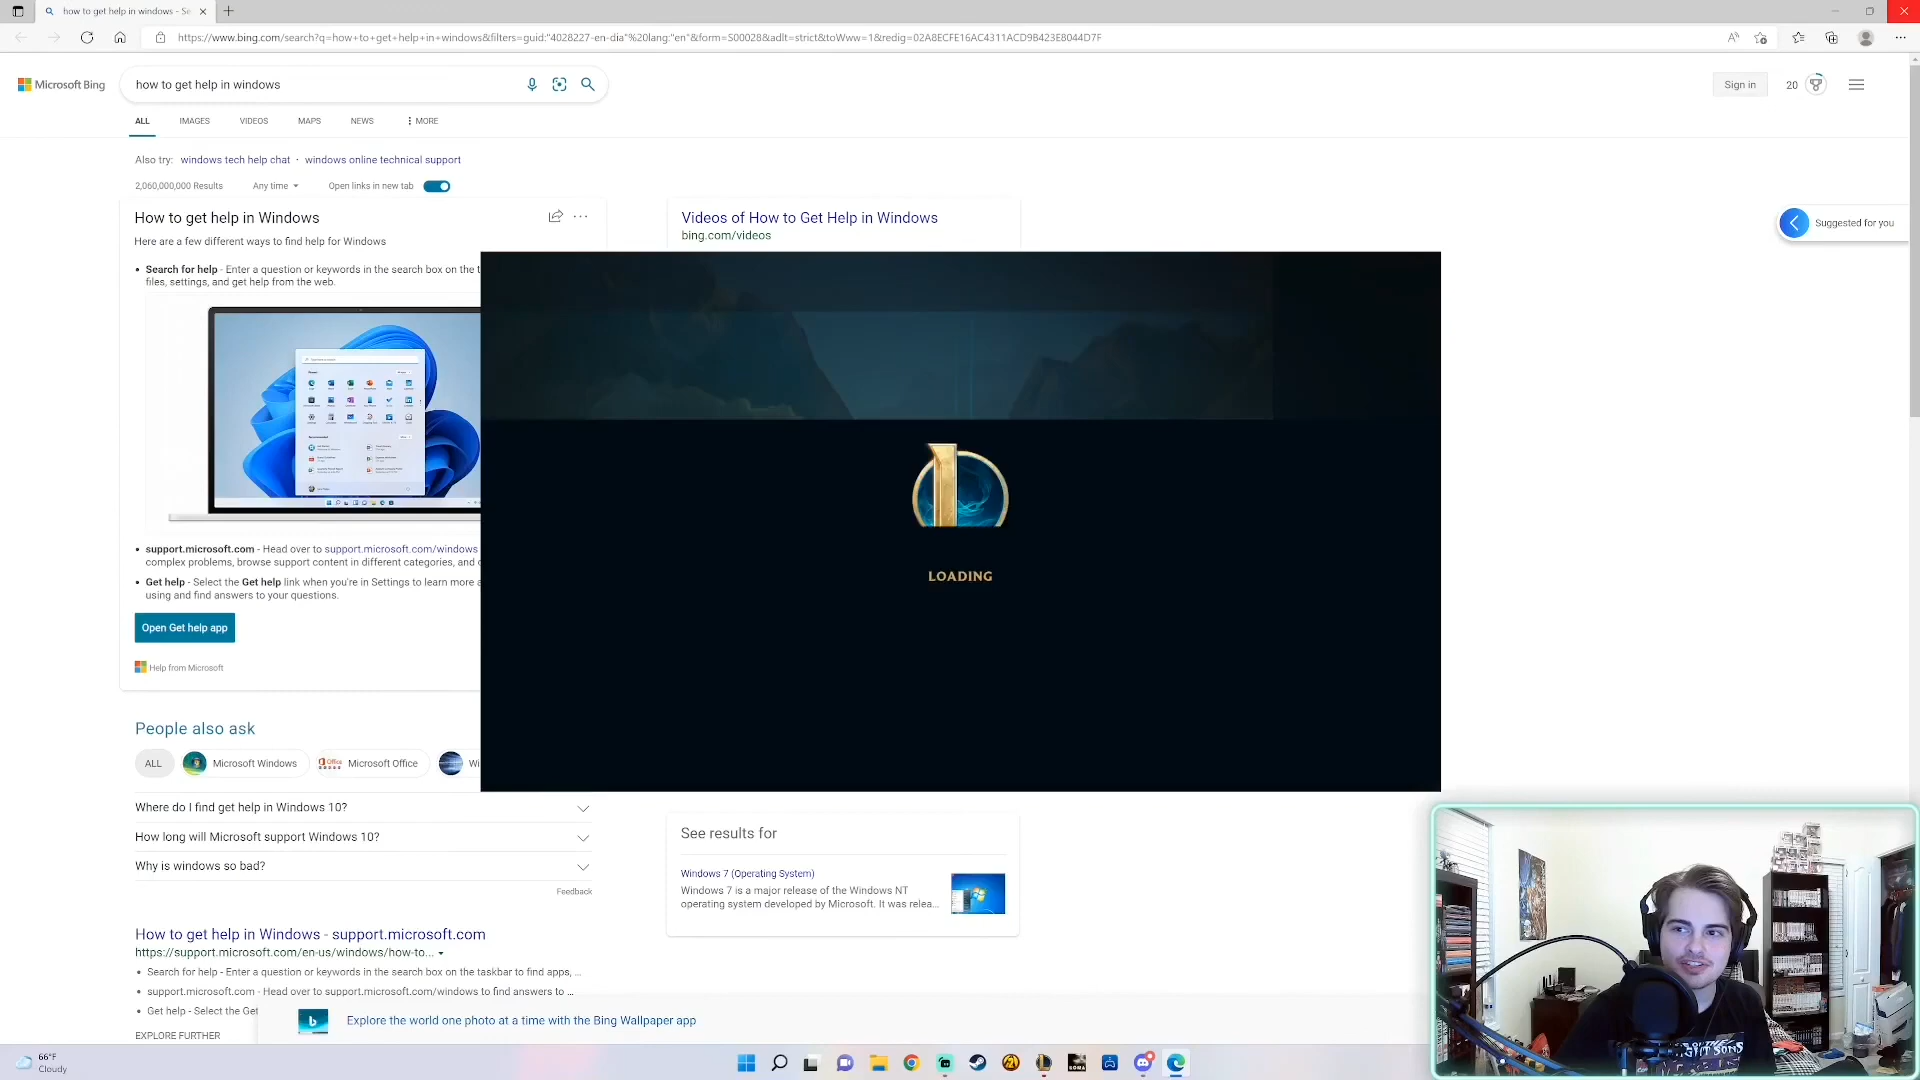 how to get help in windows - Se
https://www.bing.com/search?q=how+to+get+help+in+windows&filters=guid:"4028227-en-dia"%20lang:"en"&form=S00028&adlt=strict&toWww=1&redig=02A8ECFE16AC4311ACD9B423E8044D7F
Microsoft Bing
how to get help in windows
Sign in
20
ALL
IMAGES
VIDEOS
MAPS
NEWS
MORE
Also try: windows tech help chat · windows online technical support
2,060,000,000 Results
Any time
Open links in new tab
How to get help in Windows
Here are a few different ways to find help for Windows
Search for help - Enter a question or keywords in the search box on the t
files, settings, and get help from the web.
support.microsoft.com - Head over to support.microsoft.com/windows
complex problems, browse support content in different categories, and c
Get help - Select the Get help link when you're in Settings to learn more a
using and find answers to your questions.
Open Get help app
Help from Microsoft
Videos of How to Get Help in Windows
bing.com/videos
Suggested for you
LOADING
People also ask
ALL
Microsoft Windows
Office
Microsoft Office
Wi
Where do I find get help in Windows 10?
How long will Microsoft support Windows 10?
Why is windows so bad?
Feedback
See results for
Windows 7 (Operating System)
Windows 7 is a major release of the Windows NT
operating system developed by Microsoft. It was relea...
How to get help in Windows - support.microsoft.com
https://support.microsoft.com/en-us/windows/how-to...
Search for help - Enter a question or keywords in the search box on the taskbar to find apps, ...
support.microsoft.com - Head over to support.microsoft.com/windows to find answers to ...
Get help - Select the Get
EXPLORE FURTHER
b
Explore the world one photo at a time with the Bing Wallpaper app
66°F
Cloudy
ROMA